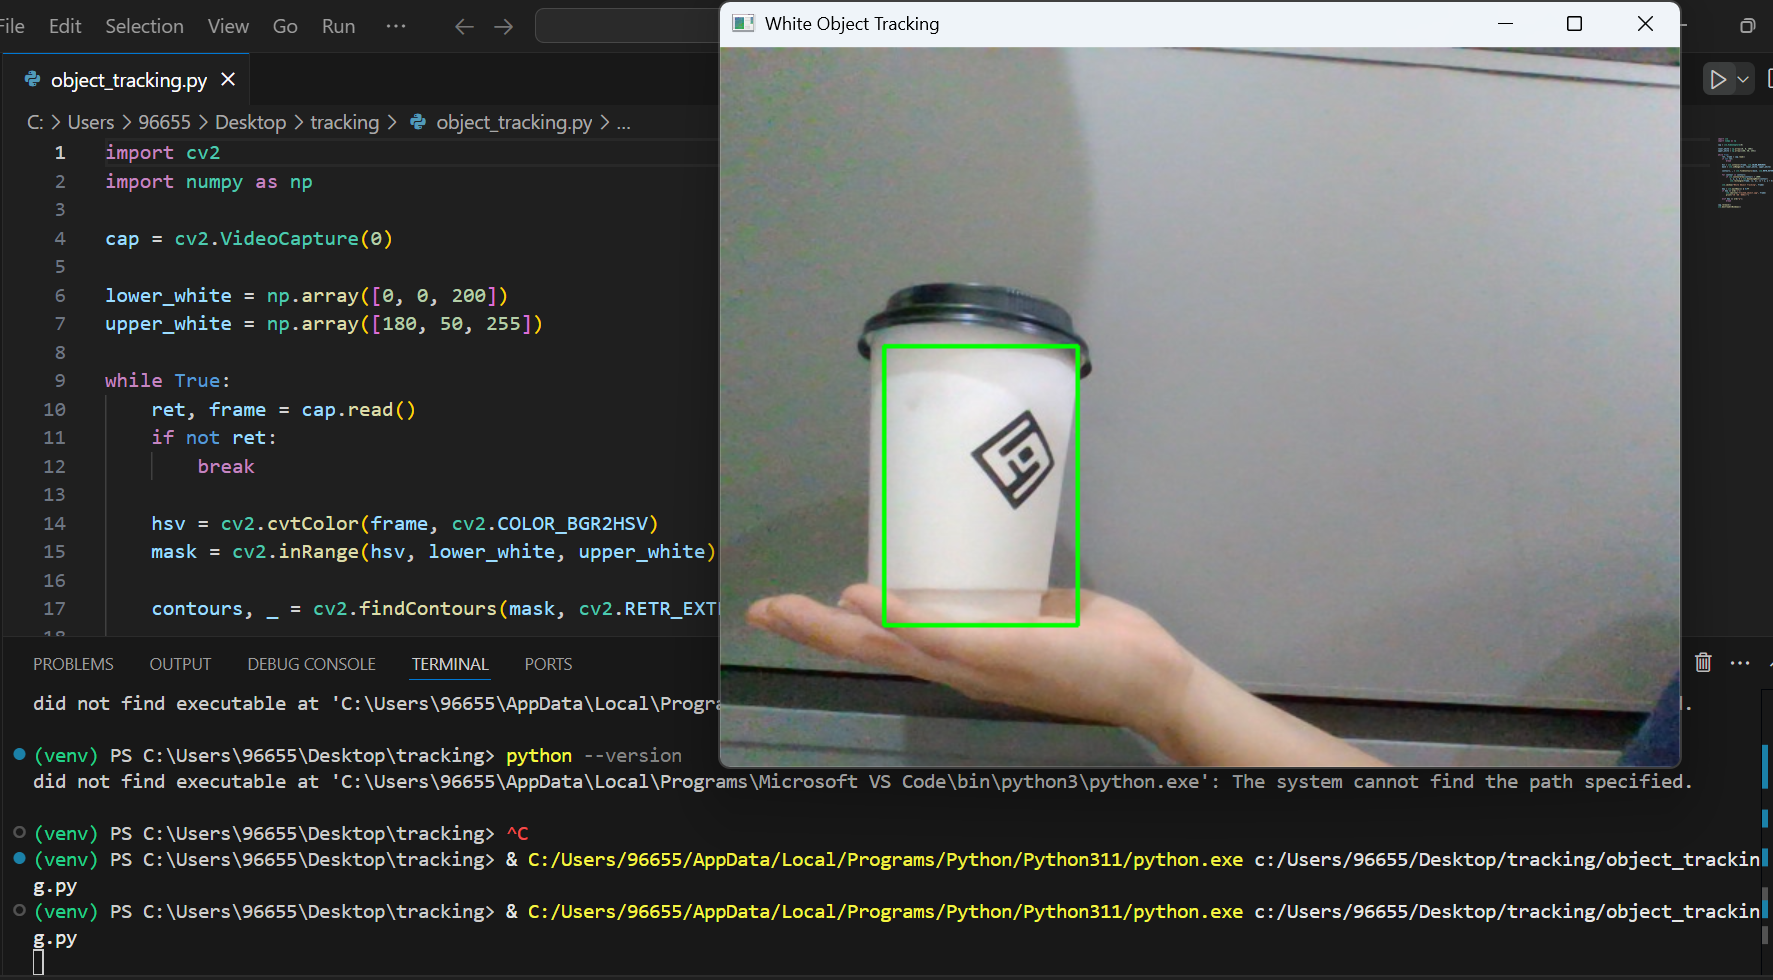 File Edit Selection View Go Run ···
White Object Tracking
object_tracking.py
C: > Users > 96655 > Desktop > tracking > object_tracking.py > ...
1 import cv2
2 import numpy as np
3
4 cap = cv2.VideoCapture(0)
5
6 lower_white = np.array([0, 0, 200])
7 upper_white = np.array([180, 50, 255])
8
9 while True:
10 ret, frame = cap.read()
11 if not ret:
12 break
13
14 hsv = cv2.cvtColor(frame, cv2.COLOR_BGR2HSV)
15 mask = cv2.inRange(hsv, lower_white, upper_white)
16
17 contours, _ = cv2.findContours(mask, cv2.RETR_EXT
18
PROBLEMS OUTPUT DEBUG CONSOLE TERMINAL PORTS
did not find executable at 'C:\Users\96655\AppData\Local\Progra
(venv) PS C:\Users\96655\Desktop\tracking> python --version
did not find executable at 'C:\Users\96655\AppData\Local\Programs\Microsoft VS Code\bin\python3\python.exe': The system cannot find the path specified.
(venv) PS C:\Users\96655\Desktop\tracking> ^C
(venv) PS C:\Users\96655\Desktop\tracking> & C:/Users/96655/AppData/Local/Programs/Python/Python311/python.exe c:/Users/96655/Desktop/tracking/object_trackin
g.py
(venv) PS C:\Users\96655\Desktop\tracking> & C:/Users/96655/AppData/Local/Programs/Python/Python311/python.exe c:/Users/96655/Desktop/tracking/object_trackin
g.py